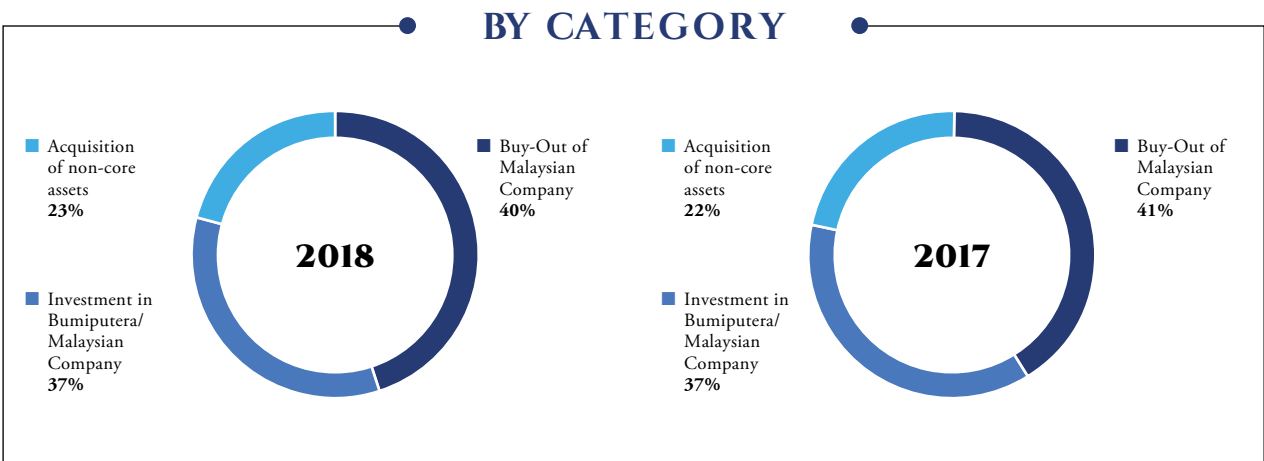 BY CATEGORY
Acquisition
of non-core
assets
23%
Investment in
Bumiputera/
Malaysian
Company
37%
2018
Buy-Out of
Malaysian
Company
40%
Acquisition
of non-core
assets
22%
Investment in
Bumiputera/
Malaysian
Company
37%
2017
Buy-Out of
Malaysian
Company
41%